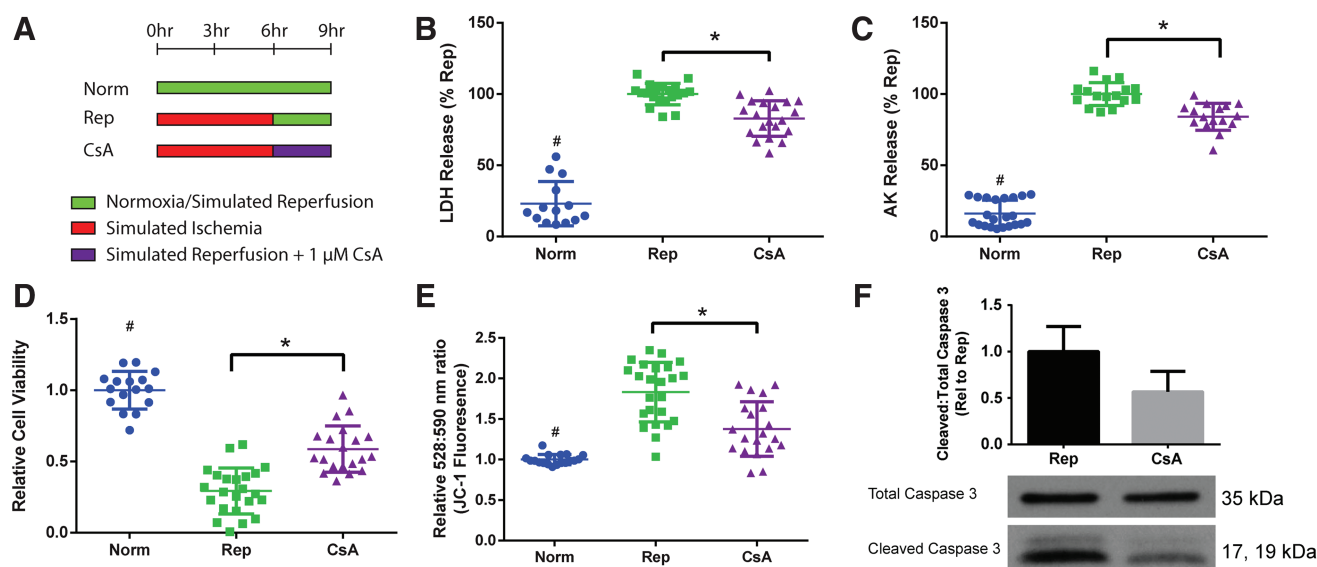 A
0hr 3hr 6hr 9hr
Norm
Rep
CsA
Normoxia/Simulated Reperfusion
Simulated Ischemia
Simulated Reperfusion + 1 µM CsA
B
LDH Release (% Rep)
150
100
50
0
#
*
Norm Rep CsA
C
AK Release (% Rep)
150
100
50
0
#
*
Norm Rep CsA
D
Relative Cell Viability
1.5
1.0
0.5
0.0
#
*
Norm Rep CsA
E
Relative 528:590 nm ratio
(JC-1 Fluoresence)
2.5
2.0
1.5
1.0
0.5
0.0
#
*
Norm Rep CsA
F
Cleaved:Total Caspase 3
(Rel to Rep)
1.5
1.0
0.5
0.0
Rep CsA
Total Caspase 3 35 kDa
Cleaved Caspase 3 17, 19 kDa